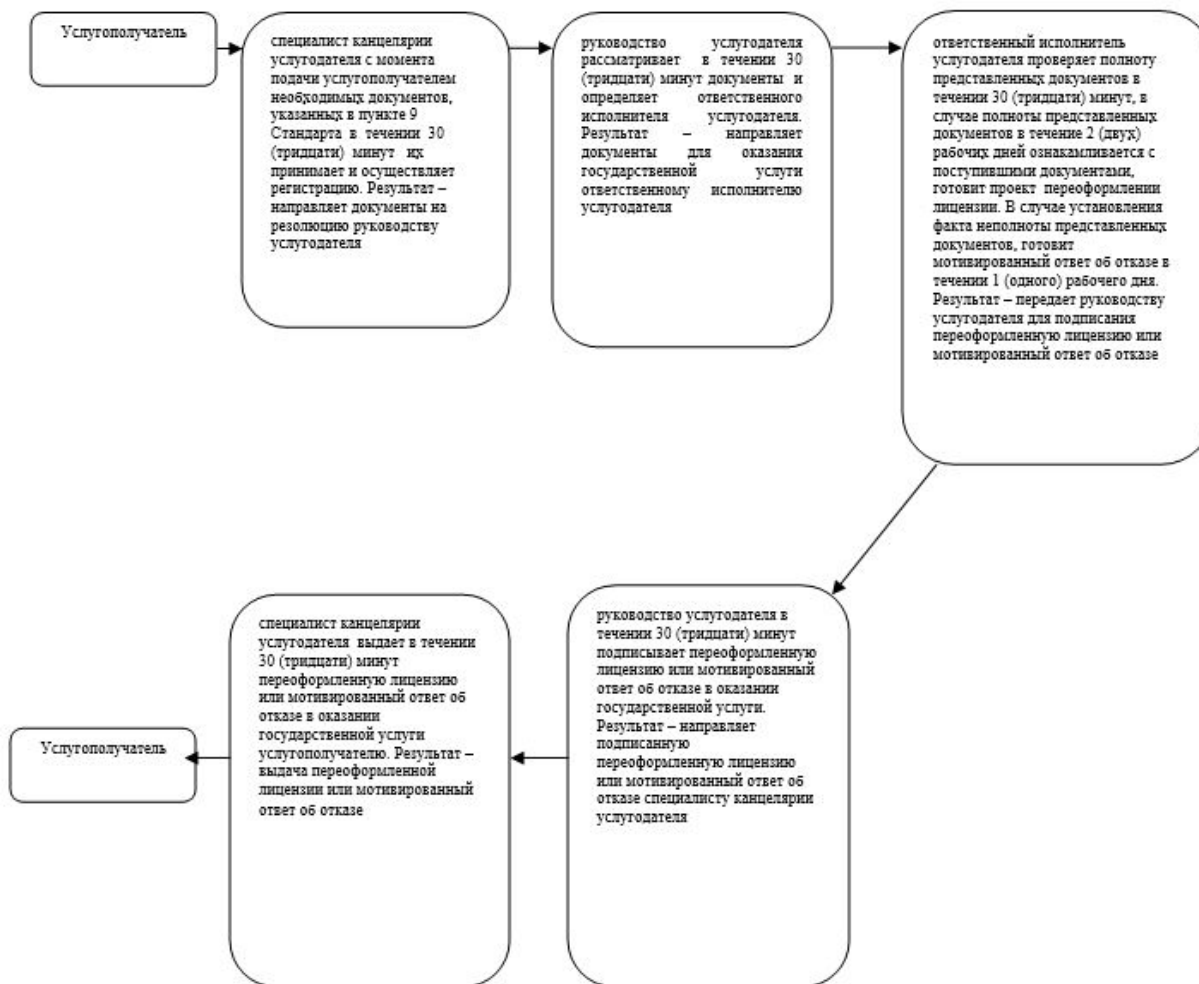 Услугополучатель
специалист канцелярии
услугодателя с момента
подачи услугополучателем
необходимых документов,
указанных в пункте 9
Стандарта в течении 30
(тридцати) минут их
принимает и осуществляет
регистрацию. Результат –
направляет документы на
резолюцию руководству
услугодателя
руководство услугодателя
рассматривает в течении 30
(тридцати) минут документы и
определяет ответственного
исполнителя услугодателя.
Результат – направляет
документы для оказания
государственной услуги
ответственному исполнителю
услугодателя
ответственный исполнитель
услугодателя проверяет полноту
представленных документов в
течении 30 (тридцати) минут, в
случае полноты представленных
документов в течение 2 (двух)
рабочих дней ознакамливается с
поступившими документами,
готовит проект переоформлении
лицензии. В случае установления
факта неполноты представленных
документов, готовит
мотивированный ответ об отказе в
течении 1 (одного) рабочего дня.
Результат – передает руководству
услугодателя для подписания
переоформленную лицензию или
мотивированный ответ об отказе
руководство услугодателя в
течении 30 (тридцати) минут
подписывает переоформленную
лицензию или мотивированный
ответ об отказе в оказании
государственной услуги.
Результат – направляет
подписанную
переоформленную лицензию
или мотивированный ответ об
отказе специалисту канцелярии
услугодателя
специалист канцелярии
услугодателя выдает в течении
30 (тридцати) минут
переоформленную лицензию
или мотивированный ответ об
отказе в оказании
государственной услуги
услугополучателю. Результат –
выдача переоформленной
лицензии или мотивированный
ответ об отказе
Услугополучатель